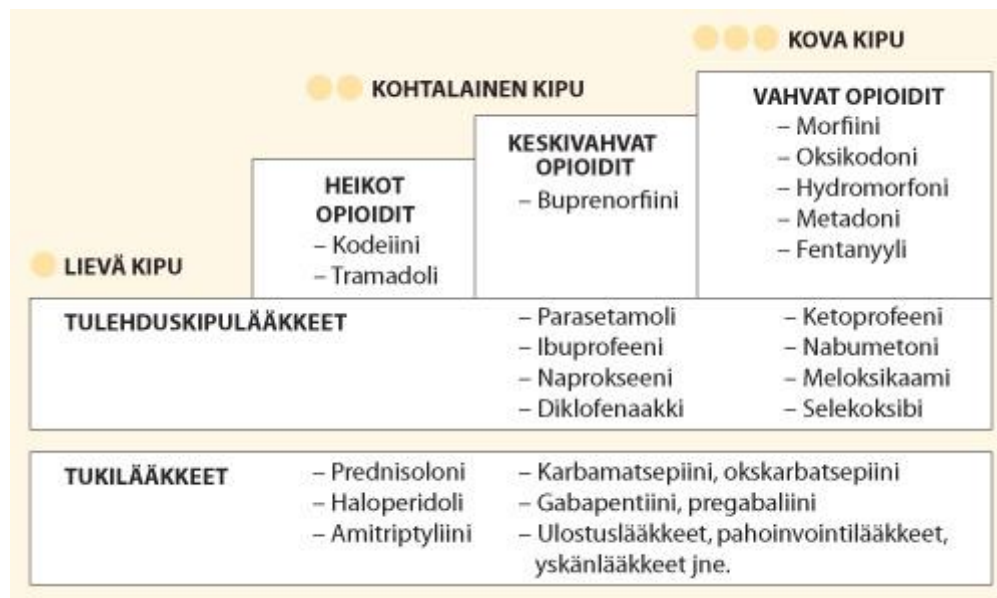 KOVA KIPU
KOHTALAINEN KIPU
LIEVÄ KIPU
VAHVAT OPIOIDIT
– Morfiini
– Oksikodoni
– Hydromorfoni
– Metadoni
– Fentanyyli
KESKIVAHVAT
OPIOIDIT
– Buprenorfiini
HEIKOT
OPIOIDIT
– Kodeiini
– Tramadoli
TULEHDUSKIPULÄÄKKEET
– Parasetamoli
– Ibuprofeeni
– Naprokseeni
– Diklofenaakki
– Ketoprofeeni
– Nabumetoni
– Meloksikaami
– Selekoksibi
TUKILÄÄKKEET
– Prednisoloni
– Haloperidoli
– Amitriptyliini
– Karbamatsepiini, okskarbatsepiini
– Gabapentiini, pregabaliini
– Ulostuslääkkeet, pahoinvointilääkkeet,
yskänlääkkeet jne.